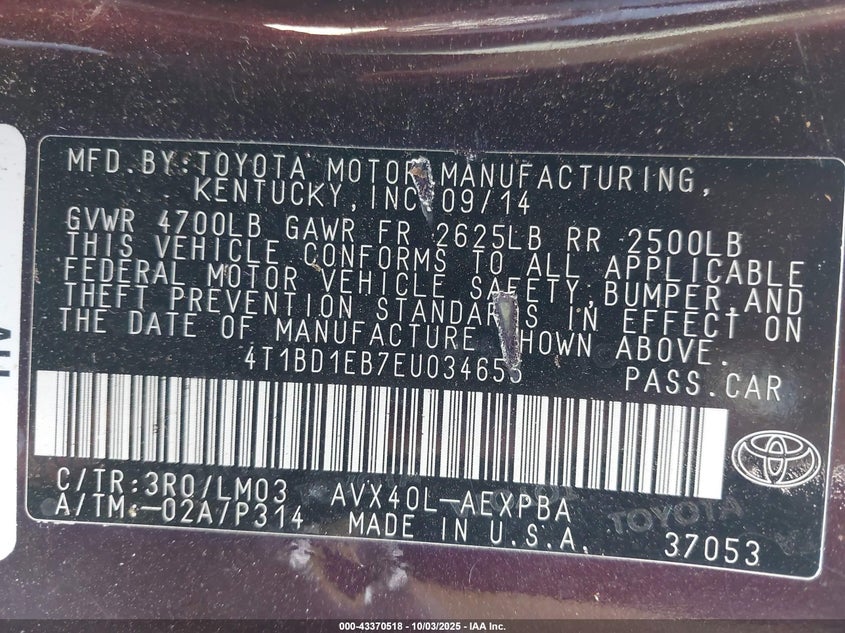 MFD.BY:TOYOTA MOTOR MANUFACTURING,
KENTUCKY, INC. 09/14
GVWR 4700LB GAWR FR 2625LB RR 2500LB
THIS VEHICLE CONFORMS TO ALL APPLICABLE
FEDERAL MOTOR VEHICLE SAFETY, BUMPER, AND
THEFT PREVENTION STANDARDS IN EFFECT ON
THE DATE OF MANUFACTURE SHOWN ABOVE.
4T1BD1EB7EU034655 PASS.CAR
C/TR:3R0/LM03 AVX40L-AEXPBA
A/TM:-02A/P314 MADE IN U.S.A. 37053
TOYOTA TOYOTA
000-43370518 - 10/03/2025 - IAA Inc.